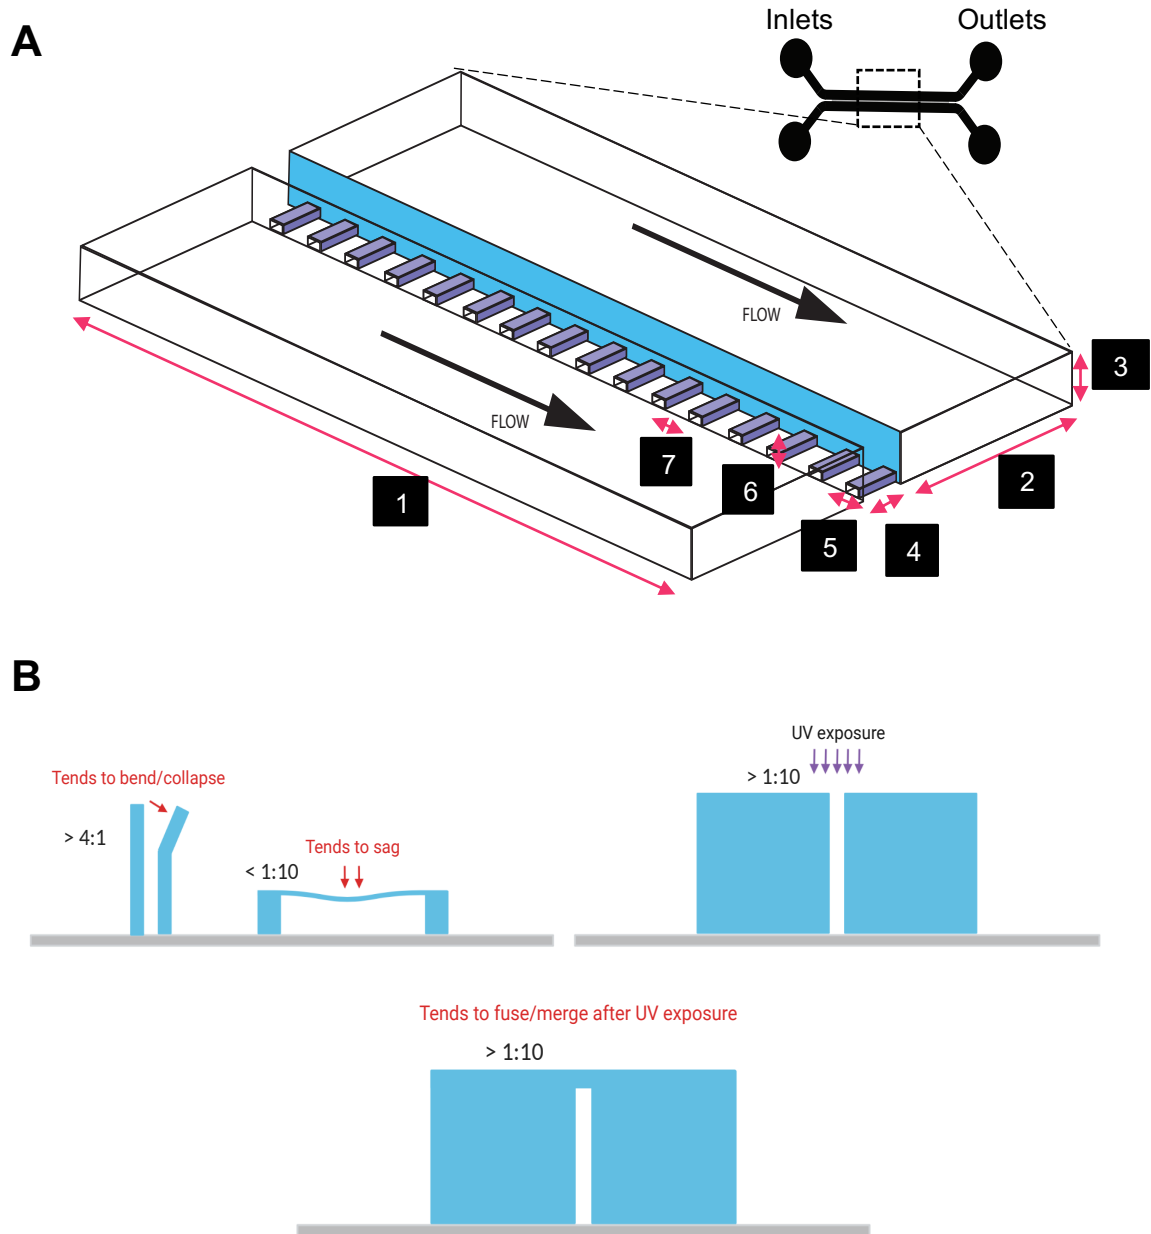 A
Inlets
Outlets
FLOW
FLOW
1
2
3
4
5
6
7
B
Tends to bend/collapse
> 4:1
Tends to sag
< 1:10
UV exposure
> 1:10
Tends to fuse/merge after UV exposure
> 1:10